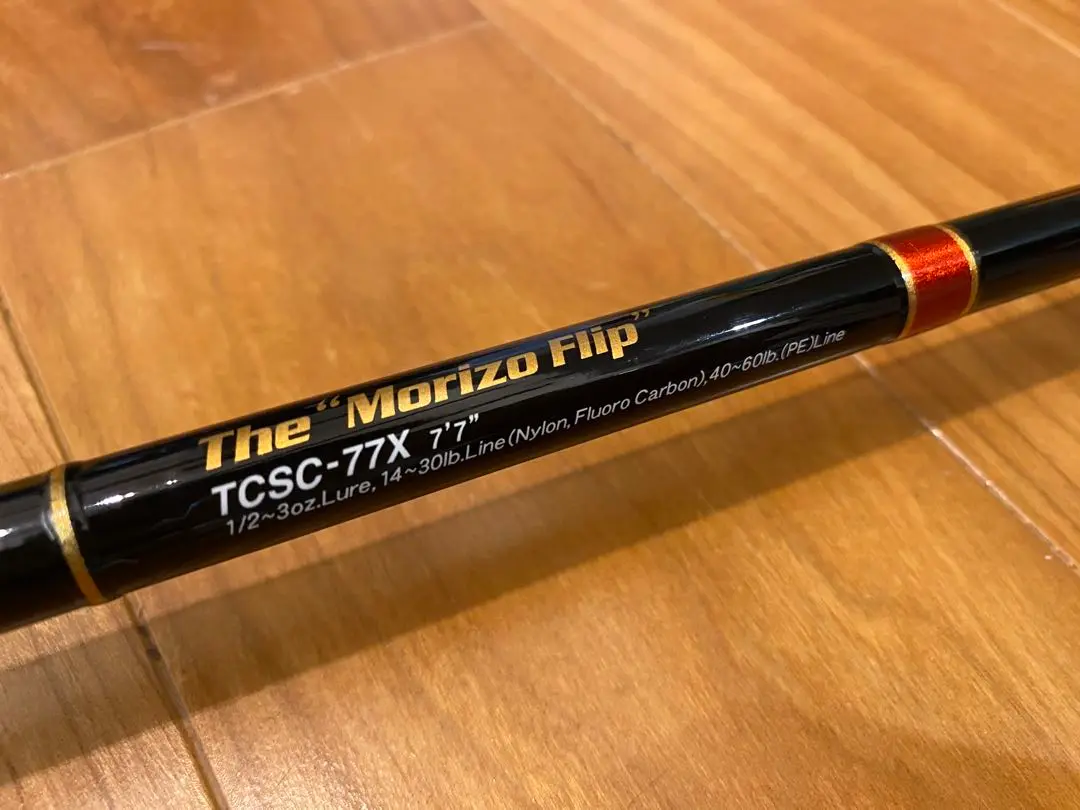 The “Morizo Flip”
TCSC-77X 7’7”
1/2~3oz.Lure, 14~30lb.Line(Nylon, Fluoro Carbon), 40~60lb.(PE)Line